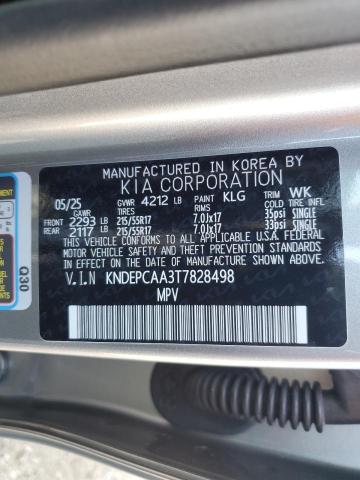 MANUFACTURED IN KOREA BY
KIA CORPORATION
05/25 GVWR 4212 LB PAINT KLG TRIM WK
GAWR TIRES RIMS
FRONT 2293 LB 215/55R17 7.0Jx17 35psi SINGLE
REAR 2117 LB 215/55R17 7.0Jx17 33psi SINGLE
THIS VEHICLE CONFORMS TO ALL APPLICABLE U.S.A. FEDERAL
MOTOR VEHICLE SAFETY, BUMPER, AND
THEFT PREVENTION STANDARDS IN EFFECT ON THE
DATE OF MANUFACTURE SHOWN ABOVE.
V.I.N KNDEPCAA3T7828498
MPV
Q30